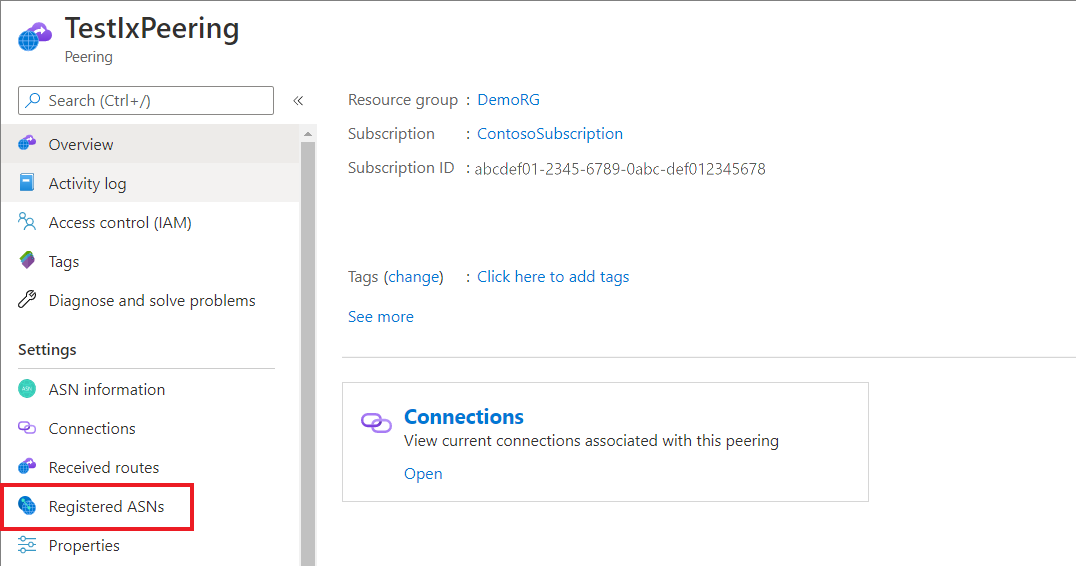 TestIxPeering
Peering
Search (Ctrl+/)
«
Overview
Activity log
Access control (IAM)
Tags
Diagnose and solve problems
Settings
ASN information
Connections
Received routes
Registered ASNs
Properties
Resource group : DemoRG
Subscription : ContosoSubscription
Subscription ID : abcdef01-2345-6789-0abc-def012345678
Tags (change) : Click here to add tags
See more
Connections
View current connections associated with this peering
Open